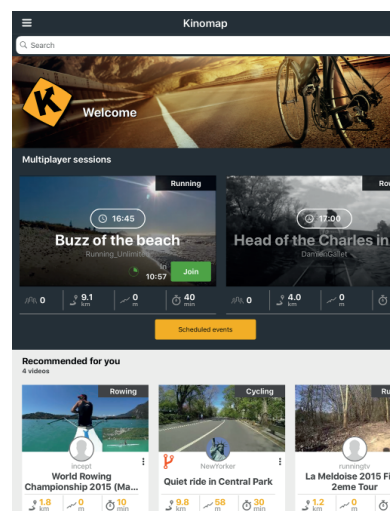 Kinomap
Search
Welcome
Multiplayer sessions
Running
16:45
Buzz of the beach
Running_Unlimited
In
10:57
Join
0
9.1
km
0
m
40
min
17:00
Head of the Charles in
0
4.0
km
0
m
Scheduled events
Recommended for you
4 videos
Rowing
incept
World Rowing
Championship 2015 (Ma...
1.8
km
0
m
10
min
Cycling
NewYorker
Quiet ride in Central Park
9.8
km
58
m
30
min
Ru
runningtv
La Meldoise 2015 Fi
2eme Tour
1.2
km
0
m